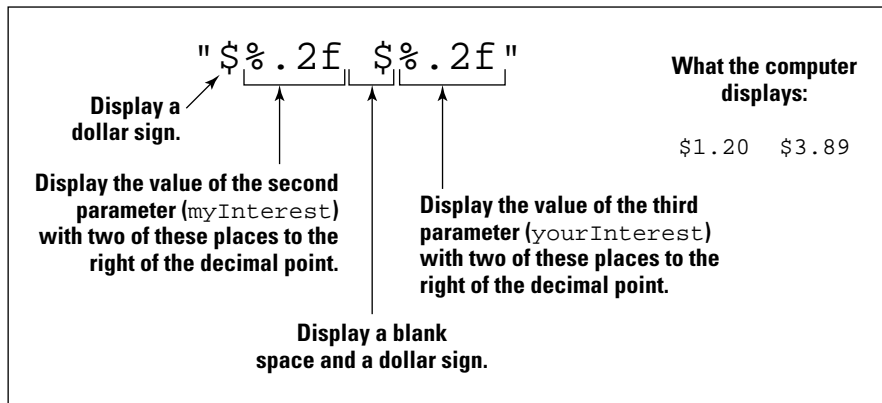 "$%.2f $%.2f"
Display a
dollar sign.
Display the value of the second
parameter (myInterest)
with two of these places to the
right of the decimal point.
Display a blank
space and a dollar sign.
Display the value of the third
parameter (yourInterest)
with two of these places to the
right of the decimal point.
What the computer
displays:
$1.20 $3.89